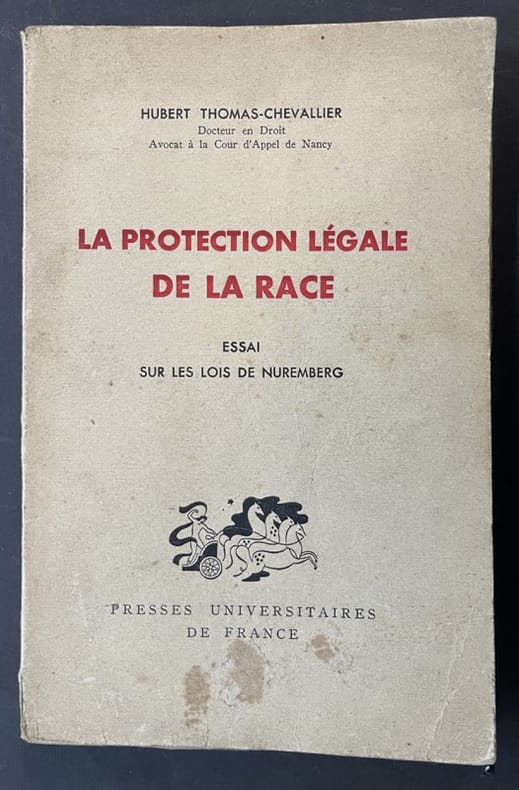 HUBERT THOMAS-CHEVALLIER
Docteur en Droit
Avocat à la Cour d'Appel de Nancy
LA PROTECTION LÉGALE
DE LA RACE
ESSAI
SUR LES LOIS DE NUREMBERG
PRESSES UNIVERSITAIRES
DE FRANCE